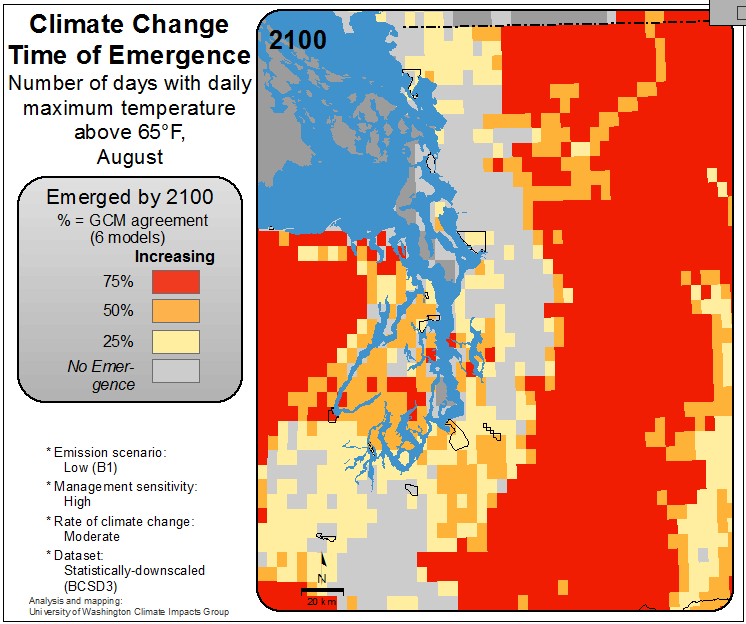 Climate Change
Time of Emergence
Number of days with daily
maximum temperature
above 65°F,
August
Emerged by 2100
% = GCM agreement
(6 models)
Increasing
75%
50%
25%
No Emer-
gence
* Emission scenario:
Low (B1)
* Management sensitivity:
High
* Rate of climate change:
Moderate
* Dataset:
Statistically-downscaled
(BCSD3)
Analysis and mapping:
University of Washington Climate Impacts Group
2100
N
20 km